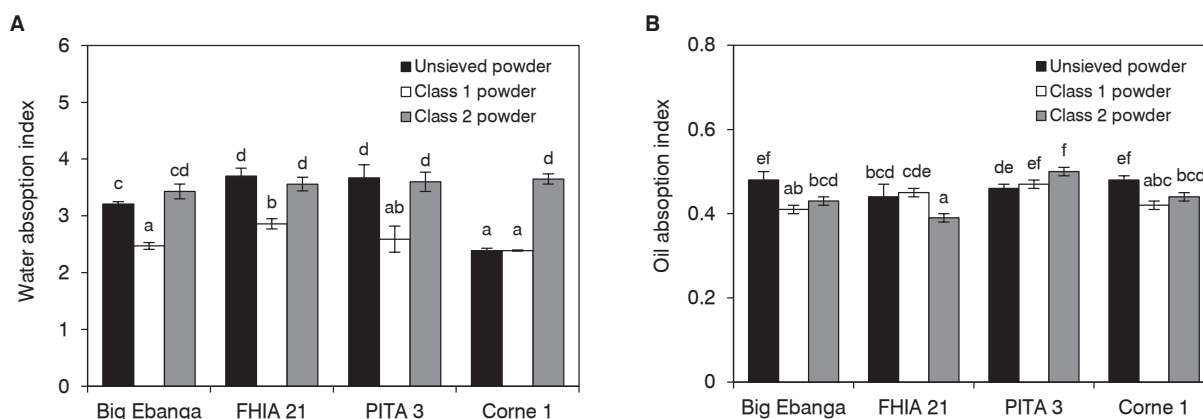 A
Water absoption index
6
5
4
3
2
1
0
Unsieved powder
Class 1 powder
Class 2 powder
c
a
cd
d
b
d
d
ab
d
a
a
d
Big Ebanga
FHIA 21
PITA 3
Corne 1
B
Oil absoption index
0.8
0.6
0.4
0.2
0
Unsieved powder
Class 1 powder
Class 2 powder
ef
ab
bcd
bcd
cde
a
de
ef
f
ef
abc
bcd
Big Ebanga
FHIA 21
PITA 3
Corne 1